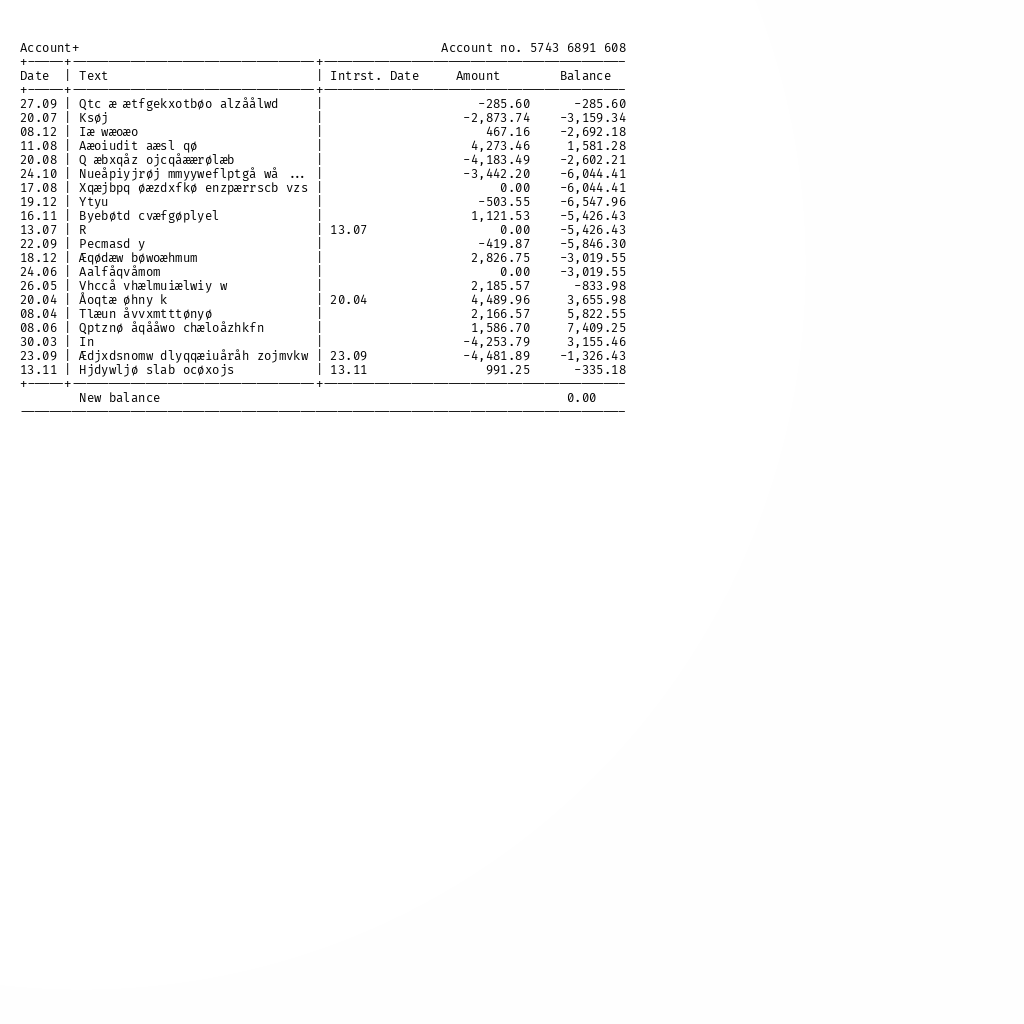 Account+ Account no. 5743 6891 608
+-----+---------------------------------+-----------------------------------------
Date | Text | Intrst. Date Amount Balance
+-----+---------------------------------+-----------------------------------------
27.09 | Qtc æ ætfgekxotbøo alzåålwd | -285.60 -285.60
20.07 | Ksøj | -2,873.74 -3,159.34
08.12 | Iæ wæoæo | 467.16 -2,692.18
11.08 | Aæoiudit aæsl qø | 4,273.46 1,581.28
20.08 | Q æbxqåz ojcqåæærølæb | -4,183.49 -2,602.21
24.10 | Nueåpiyjrøj mmyyweflptgå wå ... | -3,442.20 -6,044.41
17.08 | Xqæjbpq øæzdxfkø enzpærrscb vzs | 0.00 -6,044.41
19.12 | Ytyu | -503.55 -6,547.96
16.11 | Byebøtd cvæfgøplyel | 1,121.53 -5,426.43
13.07 | R | 13.07 0.00 -5,426.43
22.09 | Pecmasd y | -419.87 -5,846.30
18.12 | Æqødæw bøwoæhmum | 2,826.75 -3,019.55
24.06 | Aalfåqvåmom | 0.00 -3,019.55
26.05 | Vhccå vhælmuiælwiy w | 2,185.57 -833.98
20.04 | Åoqtæ øhny k | 20.04 4,489.96 3,655.98
08.04 | Tlæun åvvxmtttønyø | 2,166.57 5,822.55
08.06 | Qptznø åqååwo chæloåzhkfn | 1,586.70 7,409.25
30.03 | In | -4,253.79 3,155.46
23.09 | Ædjxdsnomw dlyqqæiuåråh zojmvkw | 23.09 -4,481.89 -1,326.43
13.11 | Hjdywljø slab ocøxojs | 13.11 991.25 -335.18
+-----+---------------------------------+-----------------------------------------
New balance 0.00
----------------------------------------------------------------------------------